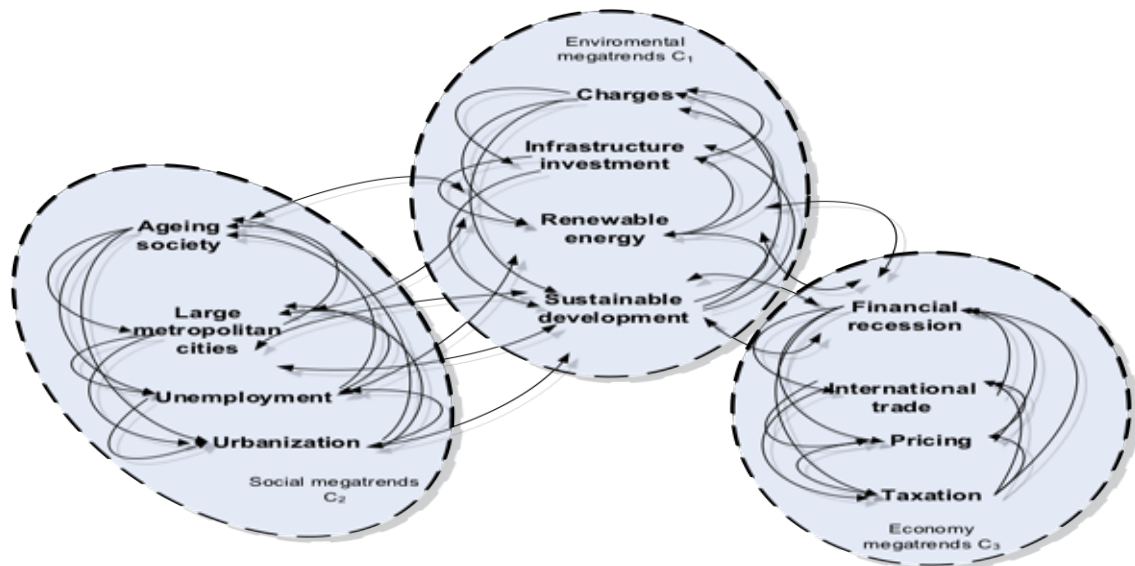 Enviromental
megatrends C₁
Charges
Infrastructure
investment
Renewable
energy
Sustainable
development
Ageing
society
Large
metropolitan
cities
Unemployment
Urbanization
Social megatrends
C₂
Financial
recession
International
trade
Pricing
Taxation
Economy
megatrends C₃